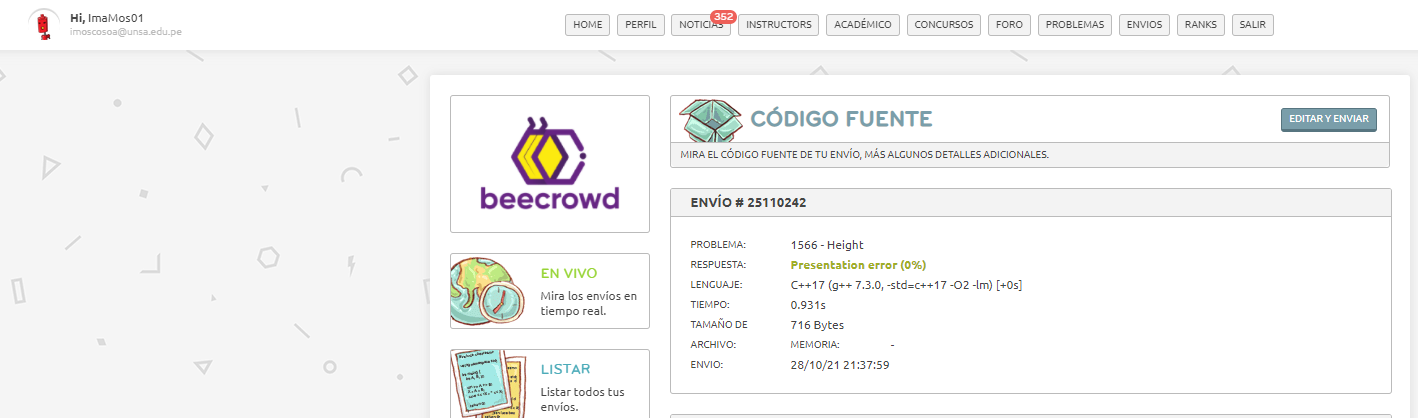 Hi, ImaMos01
imoscosoa@unsa.edu.pe
HOME PERFIL NOTICIAS 352 INSTRUCTORS ACADÉMICO CONCURSOS FORO PROBLEMAS ENVIOS RANKS SALIR
beecrowd
EN VIVO
Mira los envíos en
tiempo real.
LISTAR
Listar todos tus
envíos.
CÓDIGO FUENTE
EDITAR Y ENVIAR
MIRA EL CÓDIGO FUENTE DE TU ENVÍO, MÁS ALGUNOS DETALLES ADICIONALES.
ENVÍO # 25110242
PROBLEMA: 1566 - Height
RESPUESTA: Presentation error (0%)
LENGUAJE: C++17 (g++ 7.3.0, -std=c++17 -O2 -lm) [+0s]
TIEMPO: 0.931s
TAMAÑO DE 716 Bytes
ARCHIVO: MEMORIA: -
ENVIO: 28/10/21 21:37:59